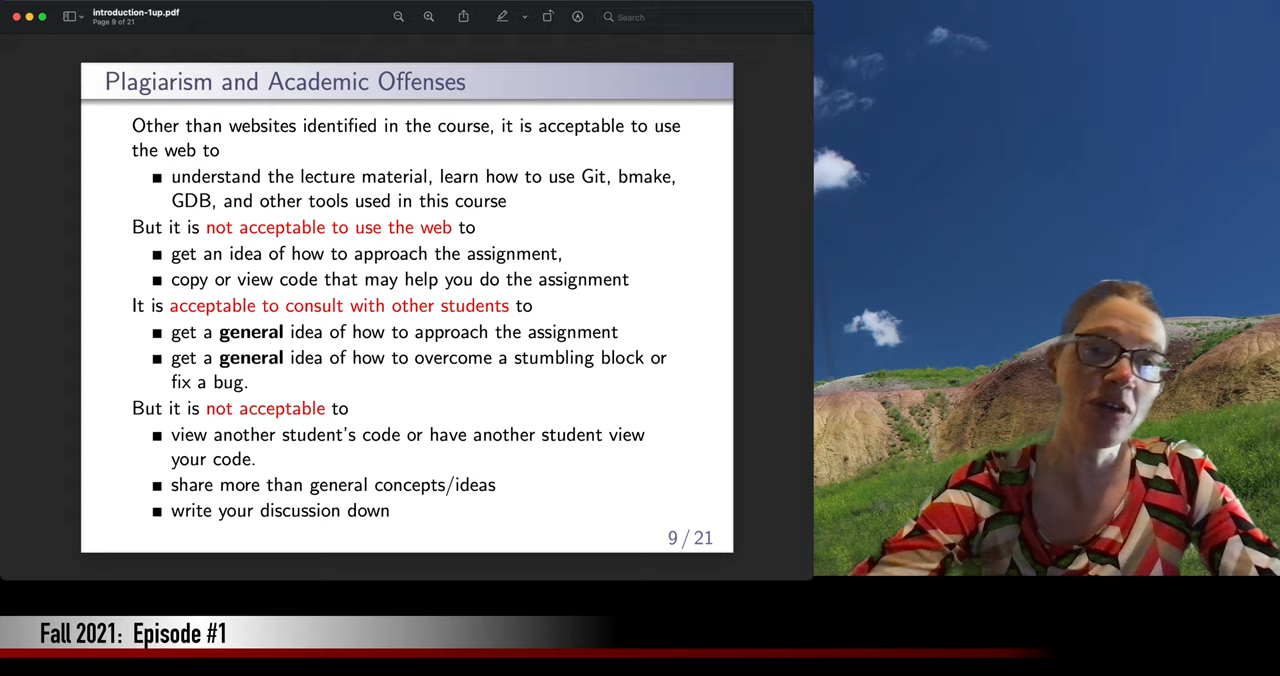 introduction-1up.pdf
Page 9 of 21
Search
Plagiarism and Academic Offenses
Other than websites identified in the course, it is acceptable to use
the web to
■ understand the lecture material, learn how to use Git, bmake,
GDB, and other tools used in this course
But it is not acceptable to use the web to
■ get an idea of how to approach the assignment,
■ copy or view code that may help you do the assignment
It is acceptable to consult with other students to
■ get a general idea of how to approach the assignment
■ get a general idea of how to overcome a stumbling block or
fix a bug.
But it is not acceptable to
■ view another student's code or have another student view
your code.
■ share more than general concepts/ideas
■ write your discussion down
9 / 21
Fall 2021: Episode #1